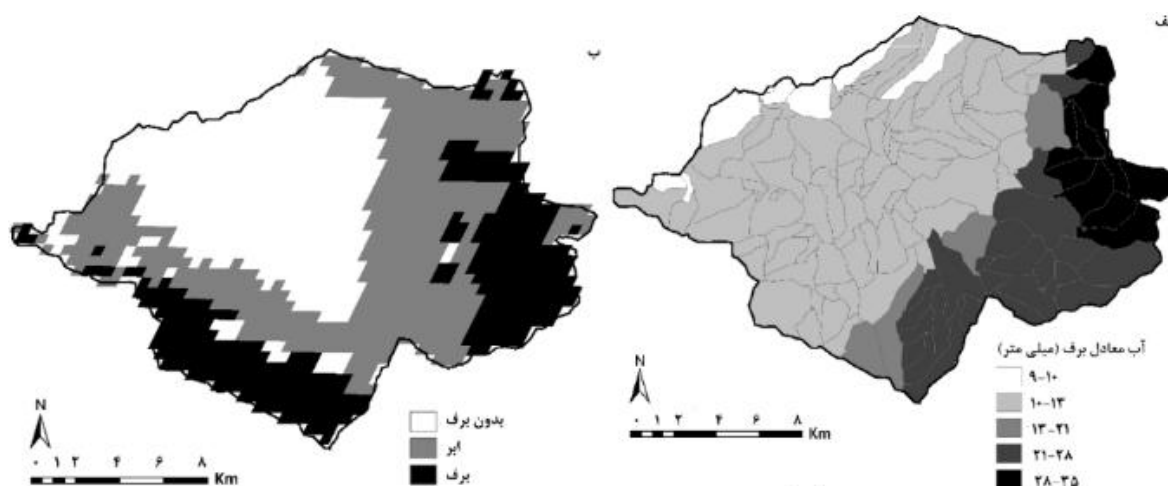 ف
N
۰ ۱ ۲ ۴ ۶ ۸
Km
آب معادل برف (میلی متر)
۹-۱۰
۱۰-۱۳
۱۳-۲۱
۲۱-۲۸
۲۸-۳۵
ب
N
۰ ۱ ۲ ۴ ۶ ۸
Km
بدون برف
ابر
برف